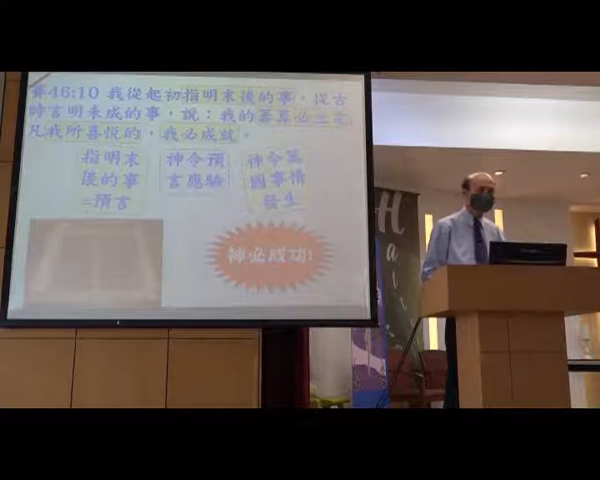 賽46:10 我從起初指明末後的事，從古
時言明未成的事，說：我的籌算必立定，
凡我所喜悅的，我必成就。
指明末
後的事
=預言
神令預
言應驗
神令萬
國事情
發生
神必成功!
H